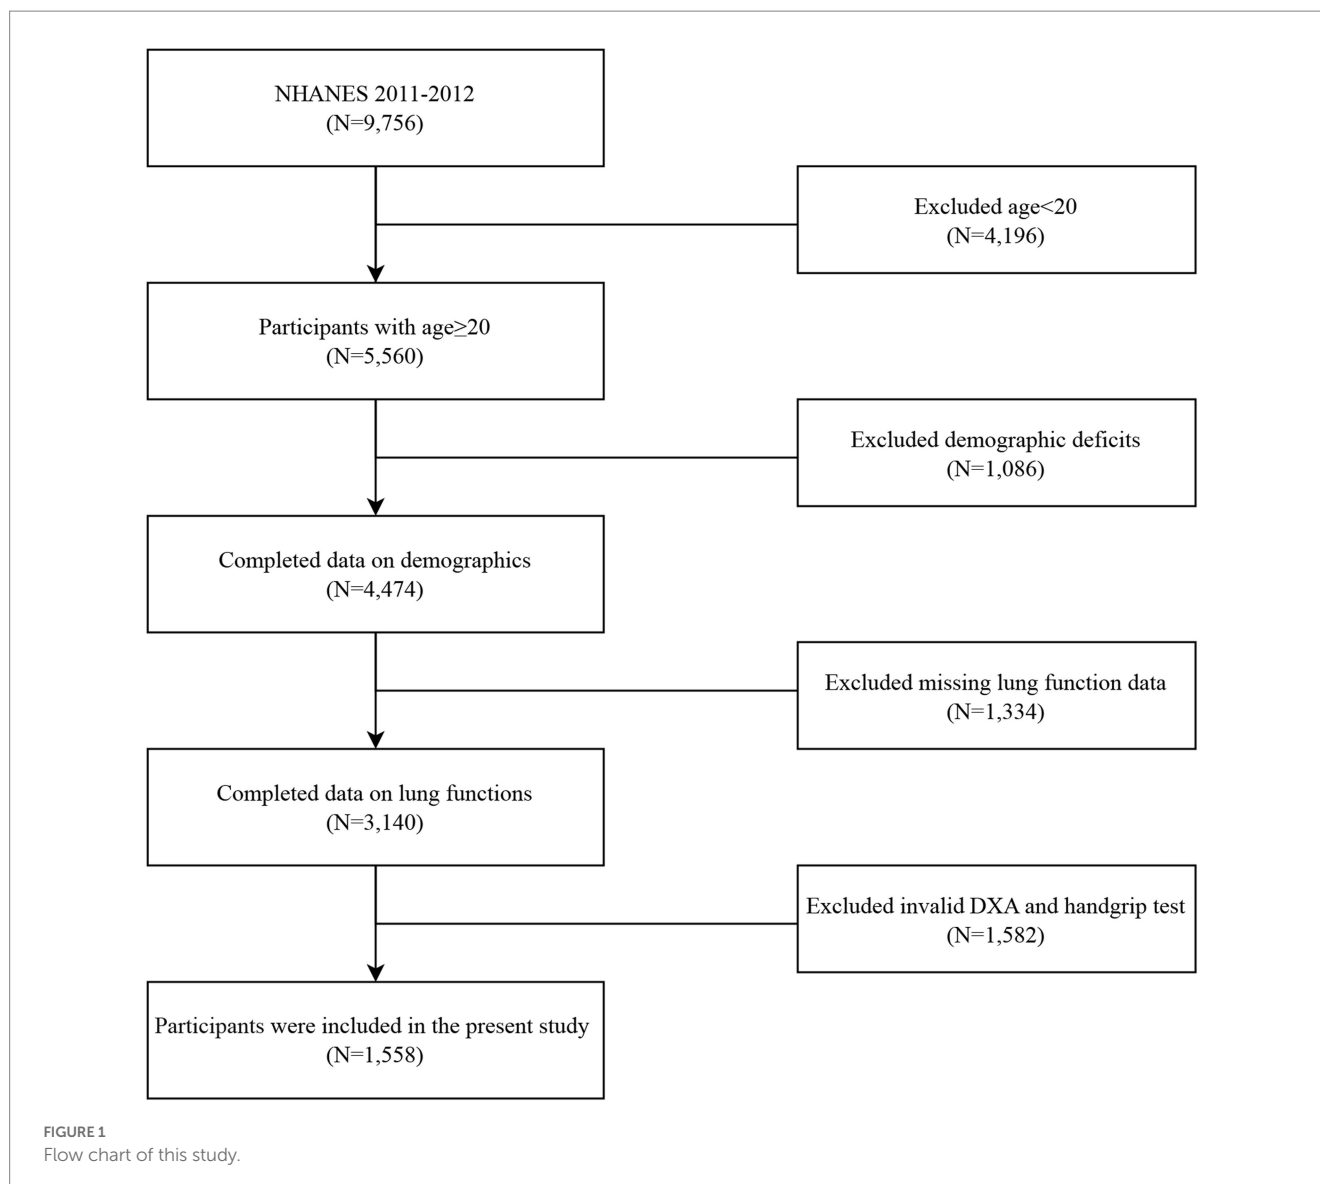 NHANES 2011-2012
(N=9,756)
Excluded age<20
(N=4,196)
Participants with age≥20
(N=5,560)
Excluded demographic deficits
(N=1,086)
Completed data on demographics
(N=4,474)
Excluded missing lung function data
(N=1,334)
Completed data on lung functions
(N=3,140)
Excluded invalid DXA and handgrip test
(N=1,582)
Participants were included in the present study
(N=1,558)
FIGURE 1
Flow chart of this study.